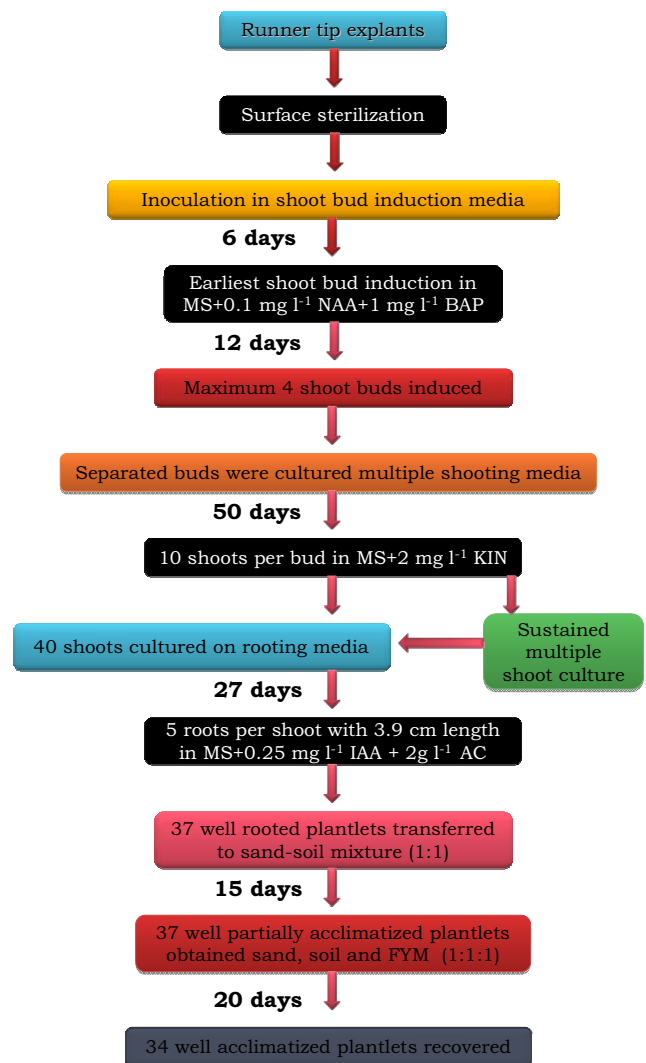 Runner tip explants
Surface sterilization
Inoculation in shoot bud induction media
6 days
Earliest shoot bud induction in
MS+0.1 mg l⁻¹ NAA+1 mg l⁻¹ BAP
12 days
Maximum 4 shoot buds induced
Separated buds were cultured multiple shooting media
50 days
10 shoots per bud in MS+2 mg l⁻¹ KIN
40 shoots cultured on rooting media
Sustained
multiple
shoot culture
27 days
5 roots per shoot with 3.9 cm length
in MS+0.25 mg l⁻¹ IAA + 2g l⁻¹ AC
37 well rooted plantlets transferred
to sand-soil mixture (1:1)
15 days
37 well partially acclimatized plantlets
obtained sand, soil and FYM (1:1:1)
20 days
34 well acclimatized plantlets recovered